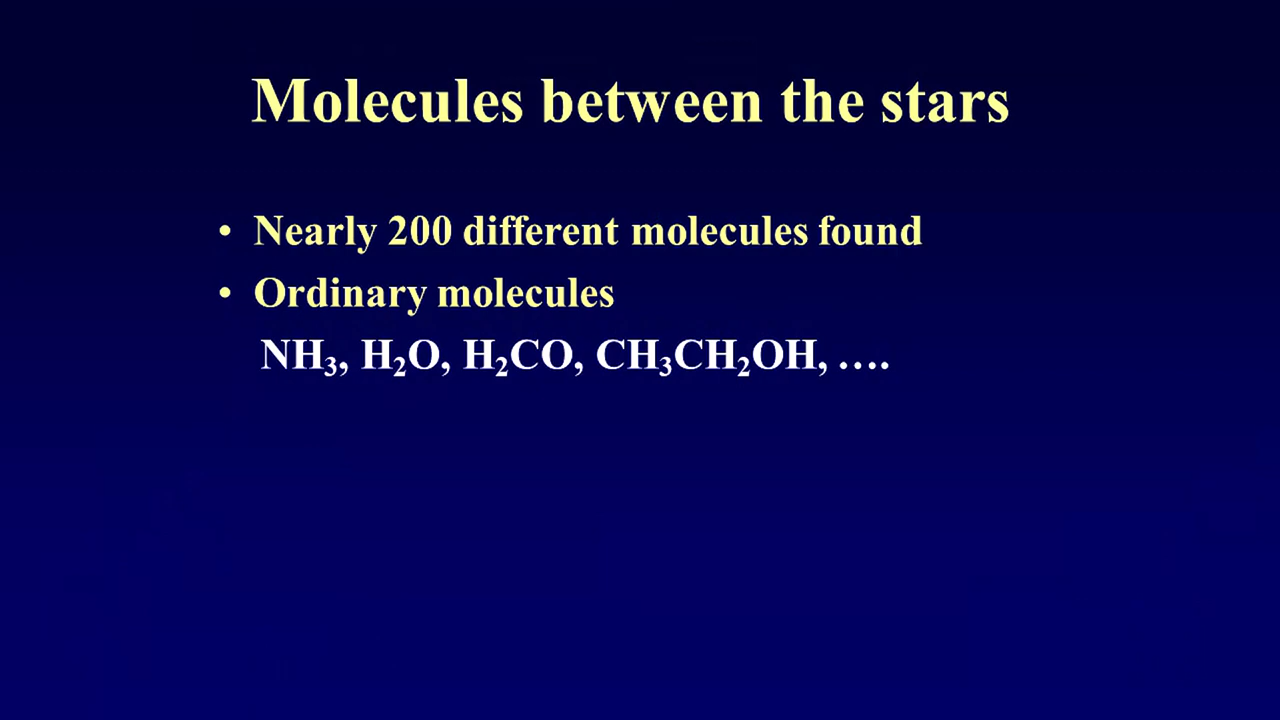 Molecules between the stars
• Nearly 200 different molecules found
• Ordinary molecules
NH₃, H₂O, H₂CO, CH₃CH₂OH, ….